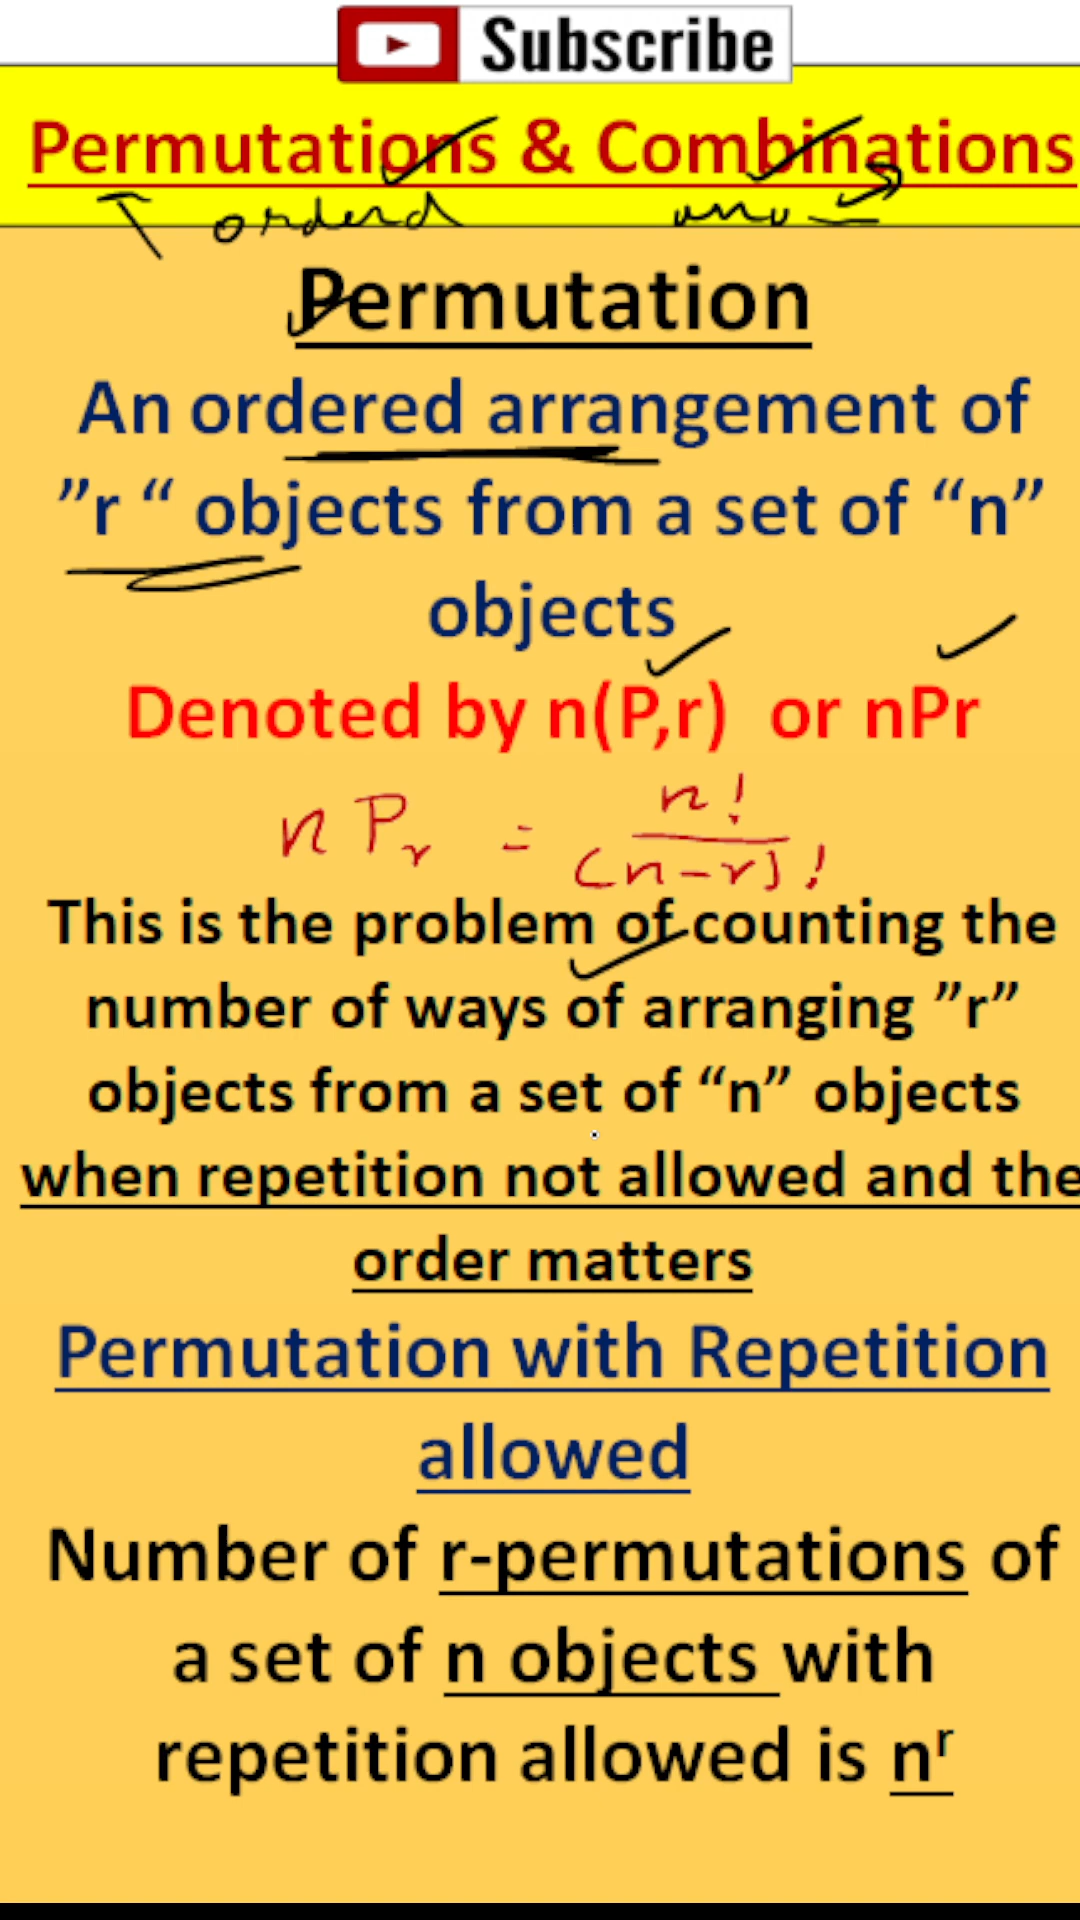 Subscribe
Permutations & Combinations
orderd
Permutation
An ordered arrangement of
”r “ objects from a set of “n”
objects
Denoted by n(P,r) or nPr
nPr = n!
(n-r)!
This is the problem of counting the
number of ways of arranging ”r”
objects from a set of “n” objects
when repetition not allowed and the
order matters
Permutation with Repetition
allowed
Number of r-permutations of
a set of n objects with
repetition allowed is nʳ